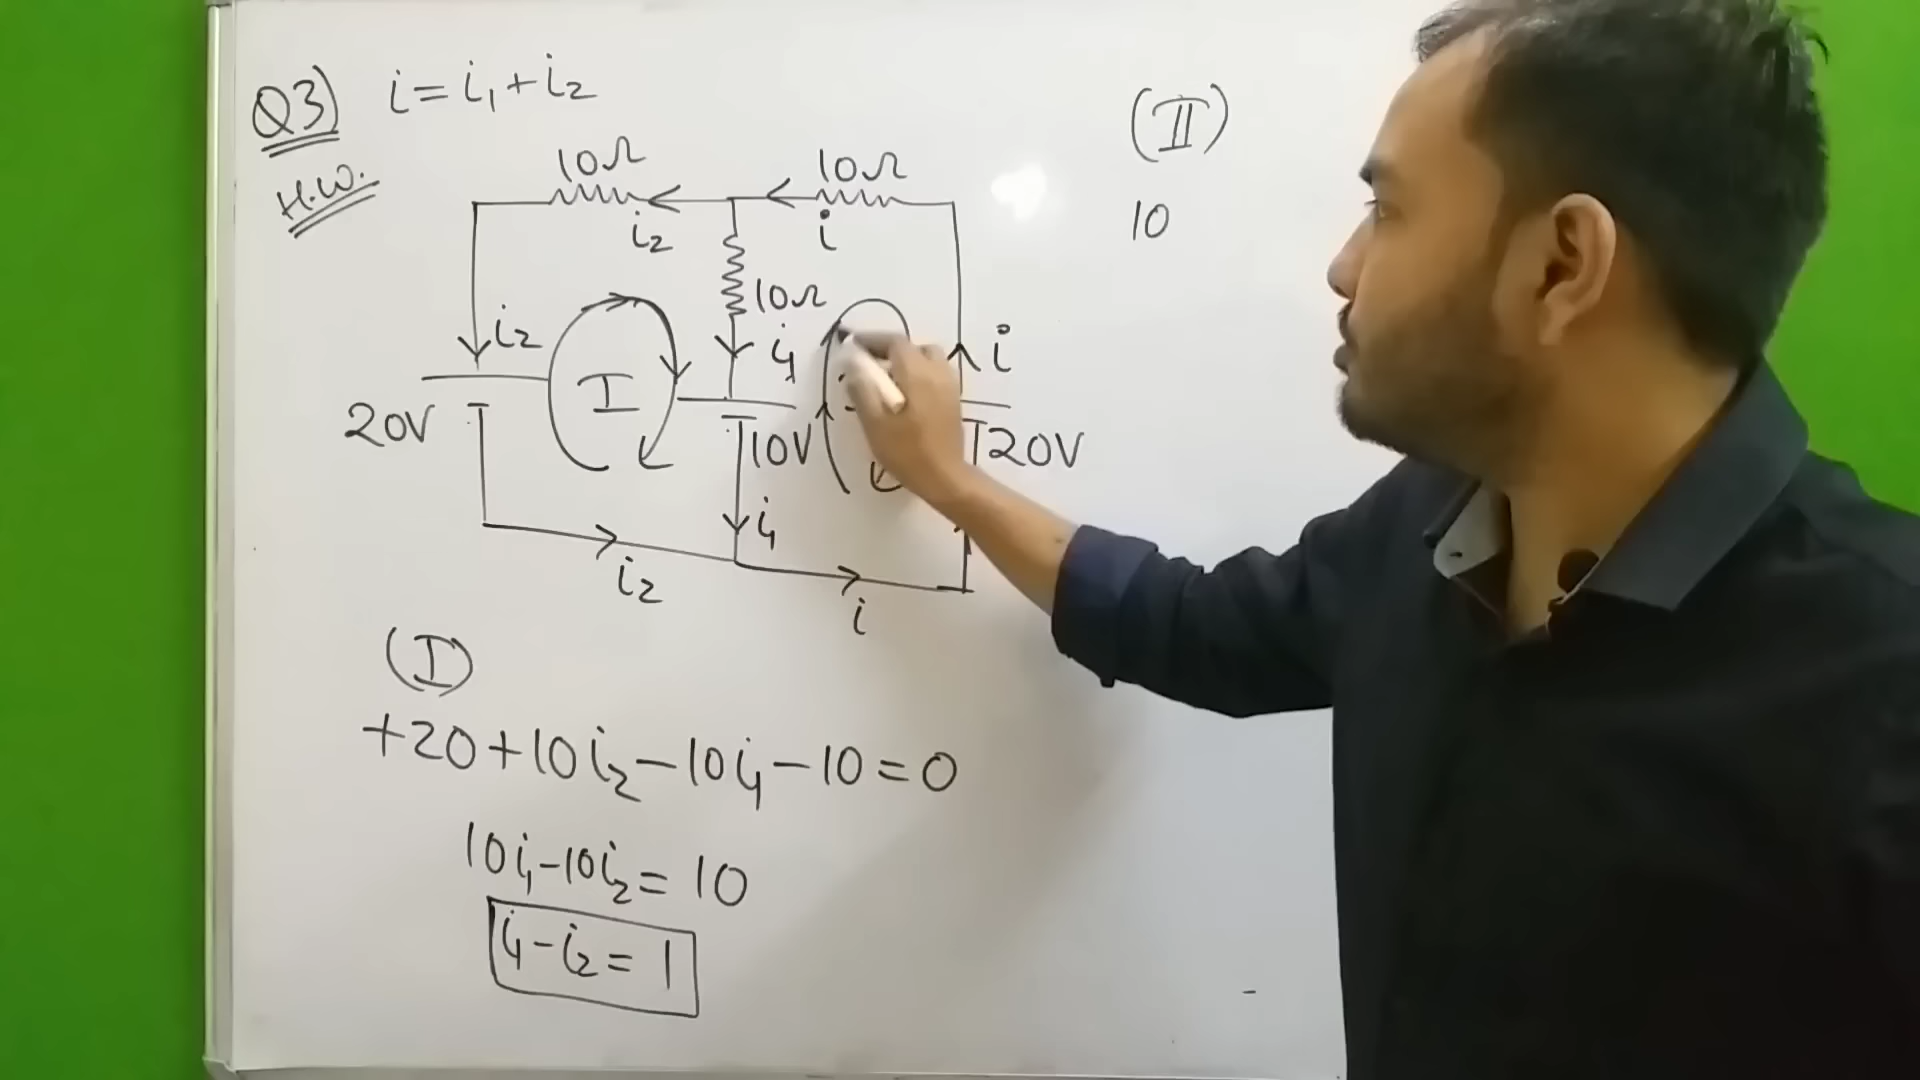 Q3) i = i₁ + i₂
H.W.
10Ω 10Ω
i₂ i
10Ω
i₂ i₁ i
I
20V 10V 20V
i₁
i₂ i
(I)
+20 + 10i₂ − 10i₁ − 10 = 0
10i₁ − 10i₂ = 10
i₁ − i₂ = 1
(II)
10